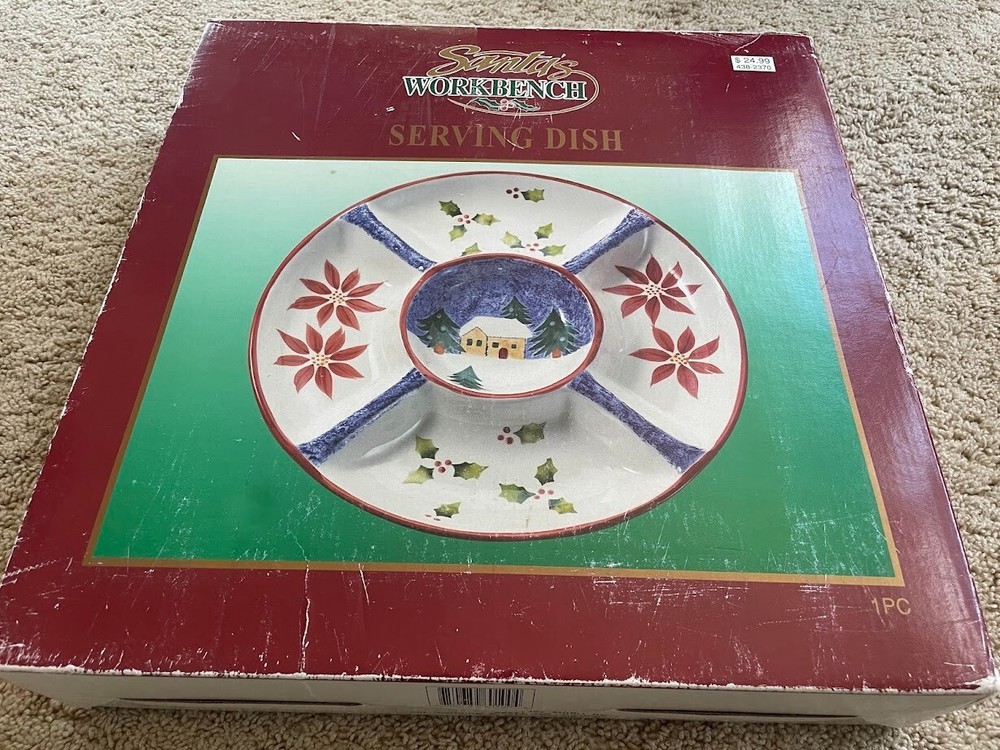 Santa's
WORKBENCH
SERVING DISH
$ 24.99
438-2370
1PC